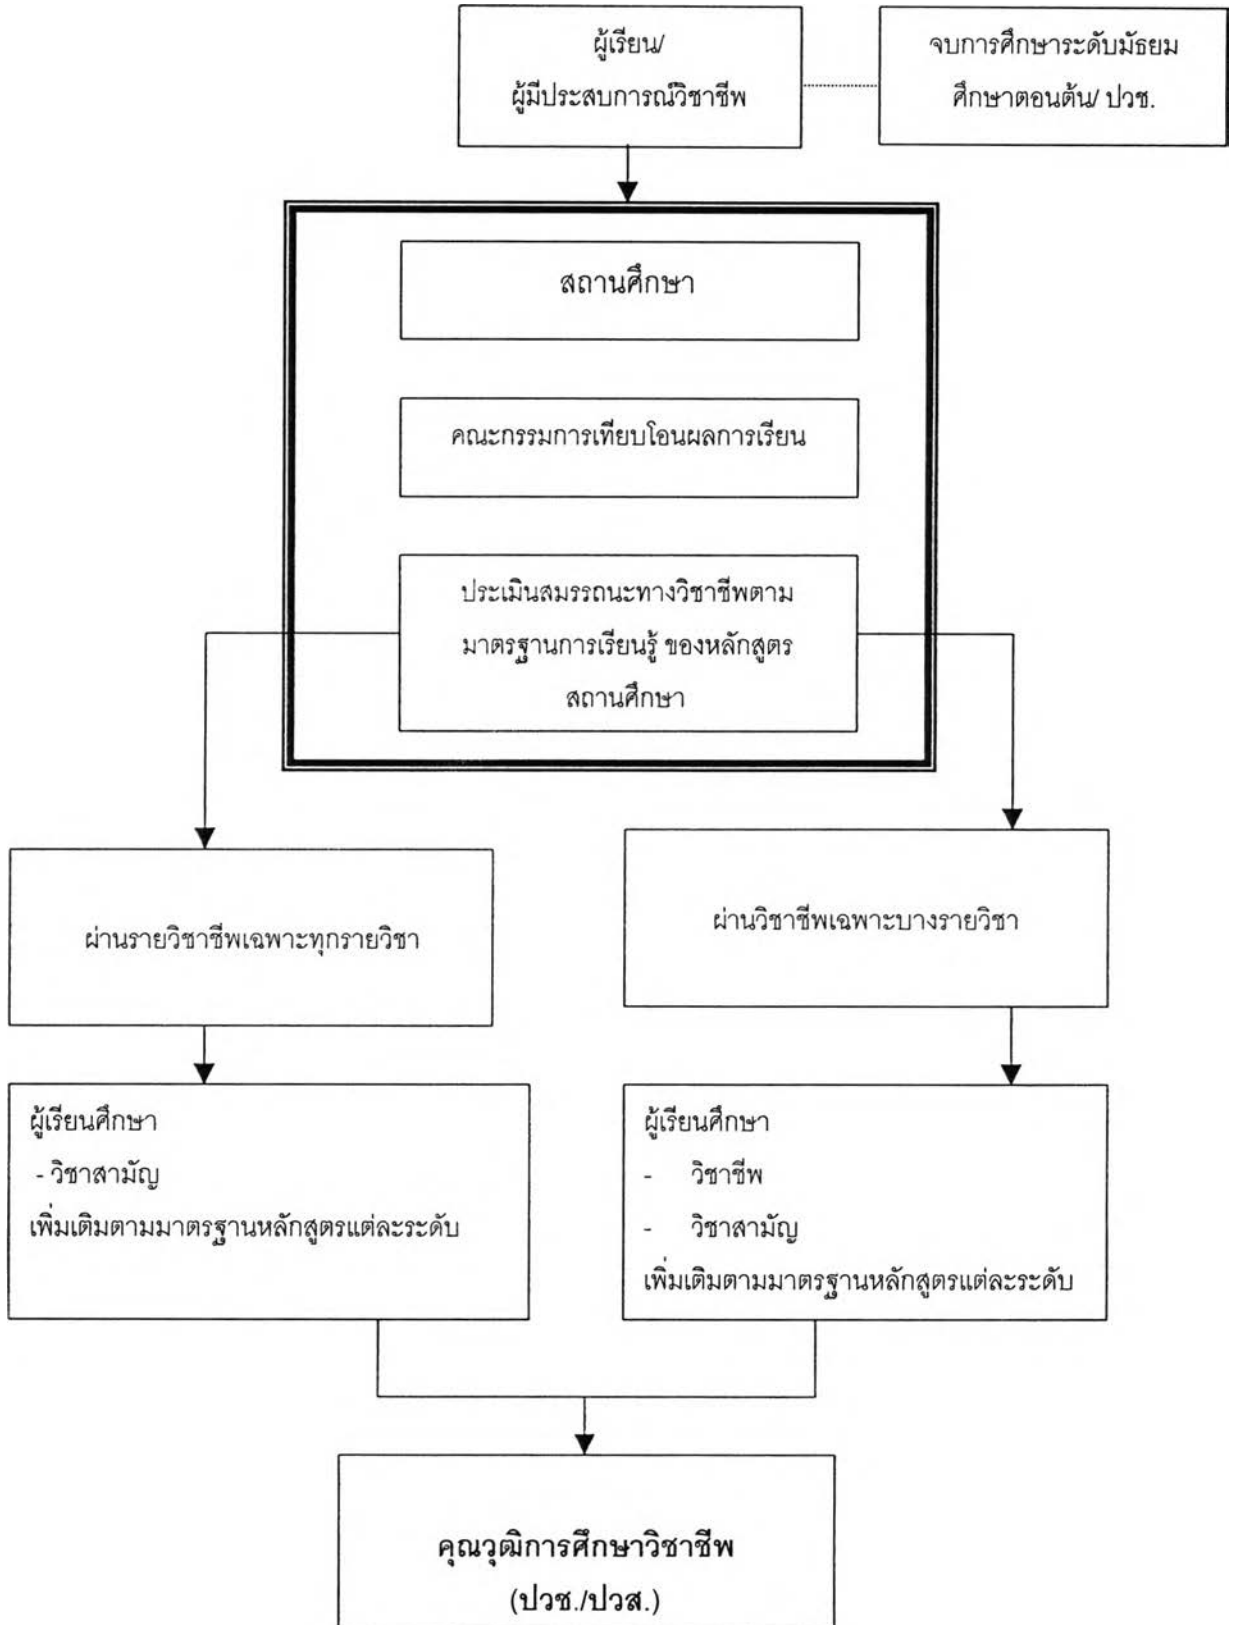 ผู้เรียน/
ผู้มีประสบการณ์วิชาชีพ
จบการศึกษาระดับมัธยม
ศึกษาตอนต้น/ ปวช.
สถานศึกษา
คณะกรรมการเทียบโอนผลการเรียน
ประเมินสมรรถนะทางวิชาชีพตาม
มาตรฐานการเรียนรู้ ของหลักสูตร
สถานศึกษา
ผ่านรายวิชาชีพเฉพาะทุกรายวิชา
ผ่านวิชาชีพเฉพาะบางรายวิชา
ผู้เรียนศึกษา
- วิชาสามัญ
เพิ่มเติมตามมาตรฐานหลักสูตรแต่ละระดับ
ผู้เรียนศึกษา
- วิชาชีพ
- วิชาสามัญ
เพิ่มเติมตามมาตรฐานหลักสูตรแต่ละระดับ
คุณวุฒิการศึกษาวิชาชีพ
(ปวช./ปวส.)